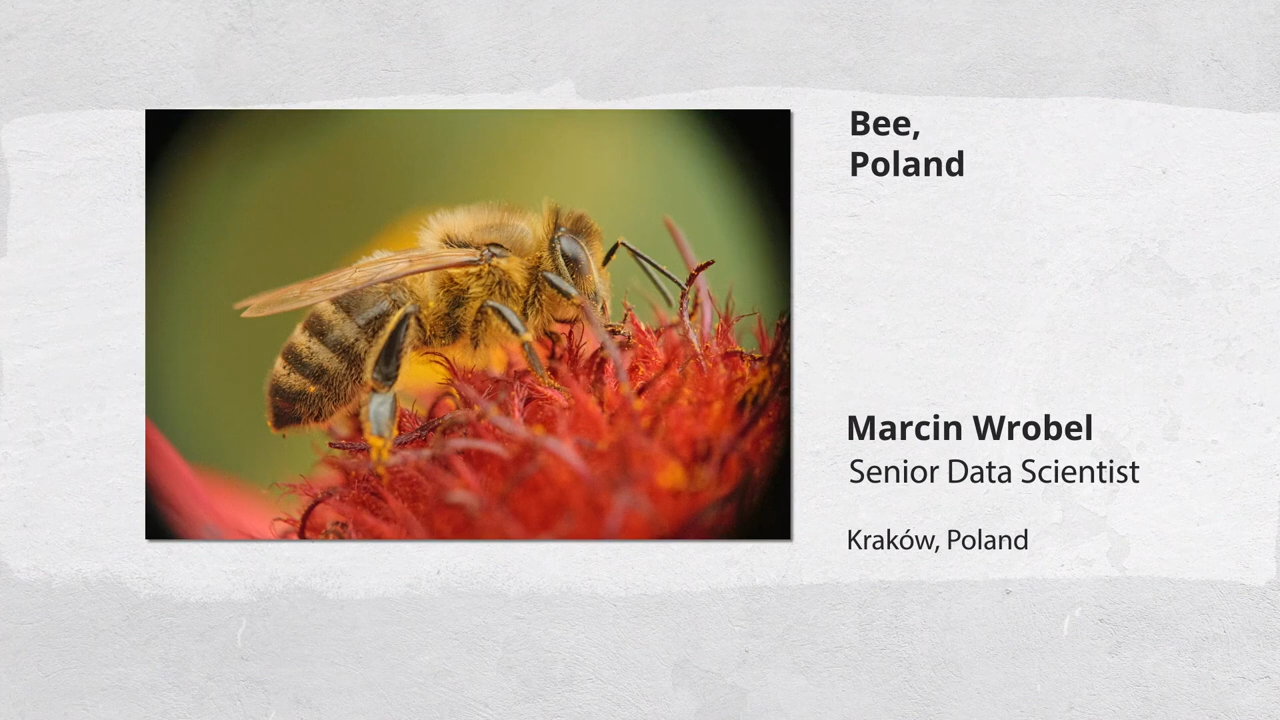 Bee,
Poland
Marcin Wrobel
Senior Data Scientist
Kraków, Poland